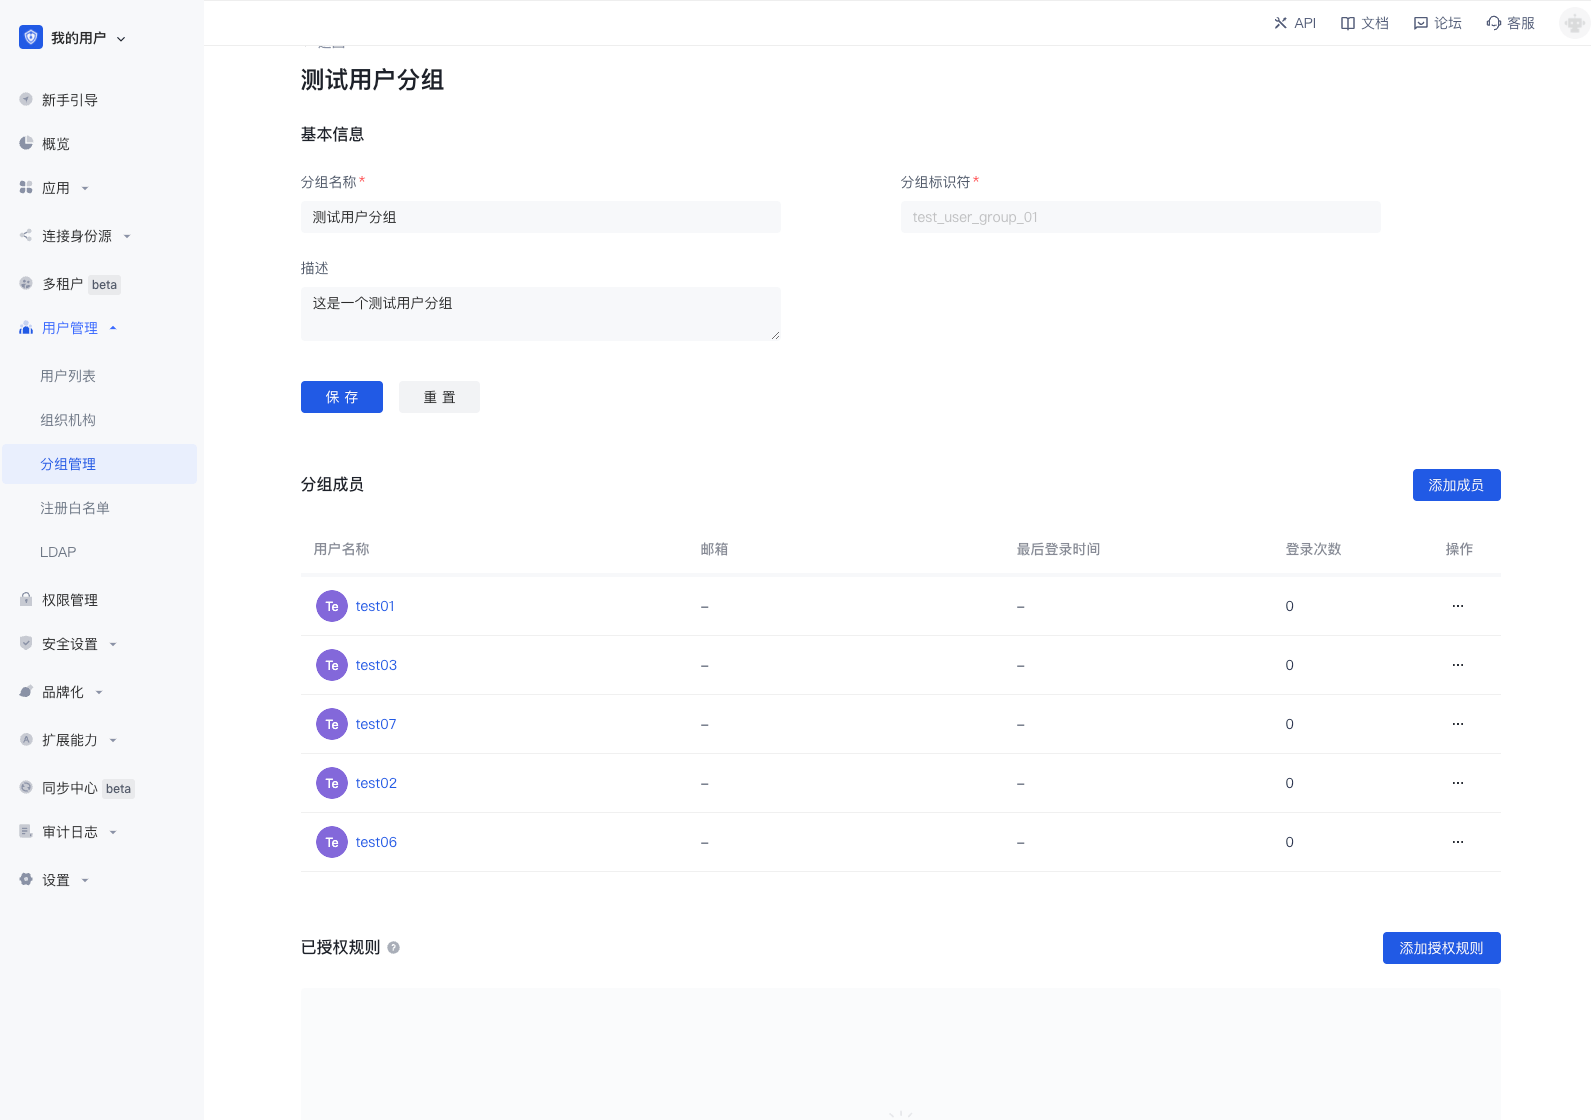 我的用户
API
文档
论坛
客服
新手引导
概览
应用
连接身份源
多租户 beta
用户管理
用户列表
组织机构
分组管理
注册白名单
LDAP
权限管理
安全设置
品牌化
扩展能力
同步中心 beta
审计日志
设置
测试用户分组
基本信息
分组名称*
分组标识符*
测试用户分组
test_user_group_01
描述
这是一个测试用户分组
保 存
重 置
分组成员
添加成员
用户名称 邮箱 最后登录时间 登录次数 操作
Te test01 – – 0 ···
Te test03 – – 0 ···
Te test07 – – 0 ···
Te test02 – – 0 ···
Te test06 – – 0 ···
已授权规则 ?
添加授权规则